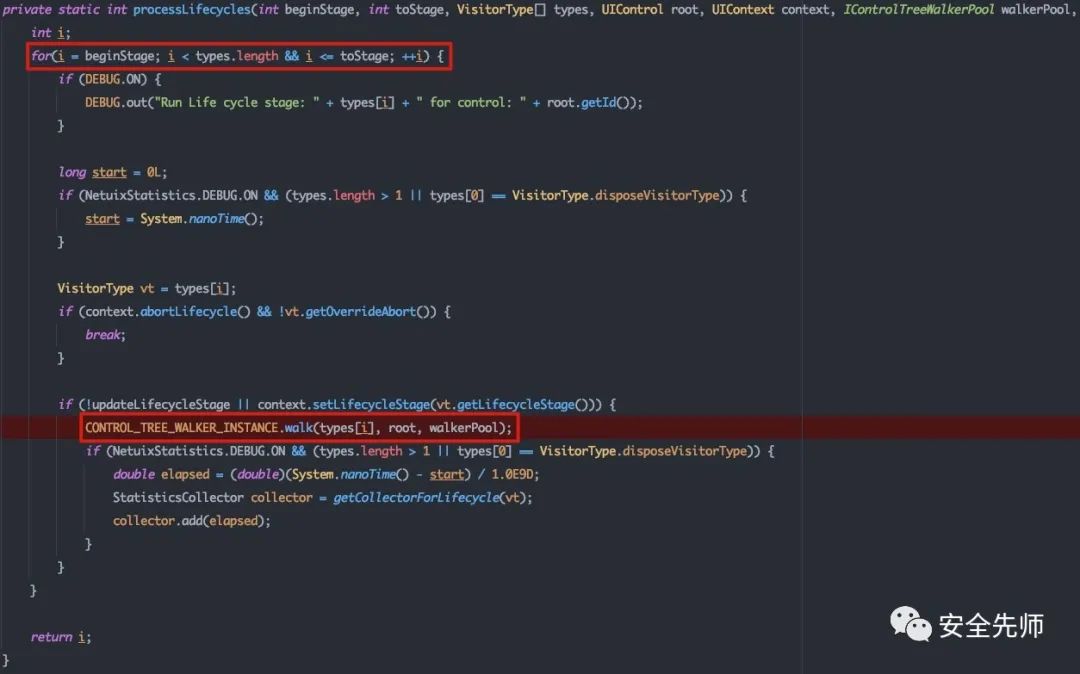 private static int processLifecycles(int beginStage, int toStage, VisitorType[] types, UIControl root, UIContext context, IControlTreeWalkerPool walkerPool,
int i;
for(i = beginStage; i < types.length && i <= toStage; ++i) {
if (DEBUG.ON) {
DEBUG.out("Run Life cycle stage: " + types[i] + " for control: " + root.getId());
}
long start = 0L;
if (NetuixStatistics.DEBUG.ON && (types.length > 1 || types[0] == VisitorType.disposeVisitorType)) {
start = System.nanoTime();
}
VisitorType vt = types[i];
if (context.abortLifecycle() && !vt.getOverrideAbort()) {
break;
}
if (!updateLifecycleStage || context.setLifecycleStage(vt.getLifecycleStage())) {
CONTROL_TREE_WALKER_INSTANCE.walk(types[i], root, walkerPool);
if (NetuixStatistics.DEBUG.ON && (types.length > 1 || types[0] == VisitorType.disposeVisitorType)) {
double elapsed = (double)(System.nanoTime() - start) / 1.0E9D;
StatisticsCollector collector = getCollectorForLifecycle(vt);
collector.add(elapsed);
}
}
}
return i;
}
安全先师